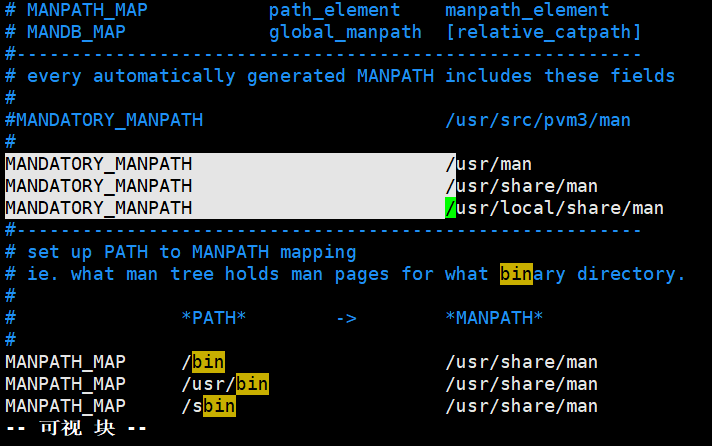 # MANPATH_MAP           path_element    manpath_element
# MANDB_MAP             global_manpath  [relative_catpath]
#---------------------------------------------------------
# every automatically generated MANPATH includes these fields
#
#MANDATORY_MANPATH                      /usr/src/pvm3/man
#
MANDATORY_MANPATH                       /usr/man
MANDATORY_MANPATH                       /usr/share/man
MANDATORY_MANPATH                       /usr/local/share/man
#---------------------------------------------------------
# set up PATH to MANPATH mapping
# ie. what man tree holds man pages for what binary directory.
#
#               *PATH*        ->        *MANPATH*
#
MANPATH_MAP     /bin                    /usr/share/man
MANPATH_MAP     /usr/bin                /usr/share/man
MANPATH_MAP     /sbin                   /usr/share/man
-- 可视 块 --